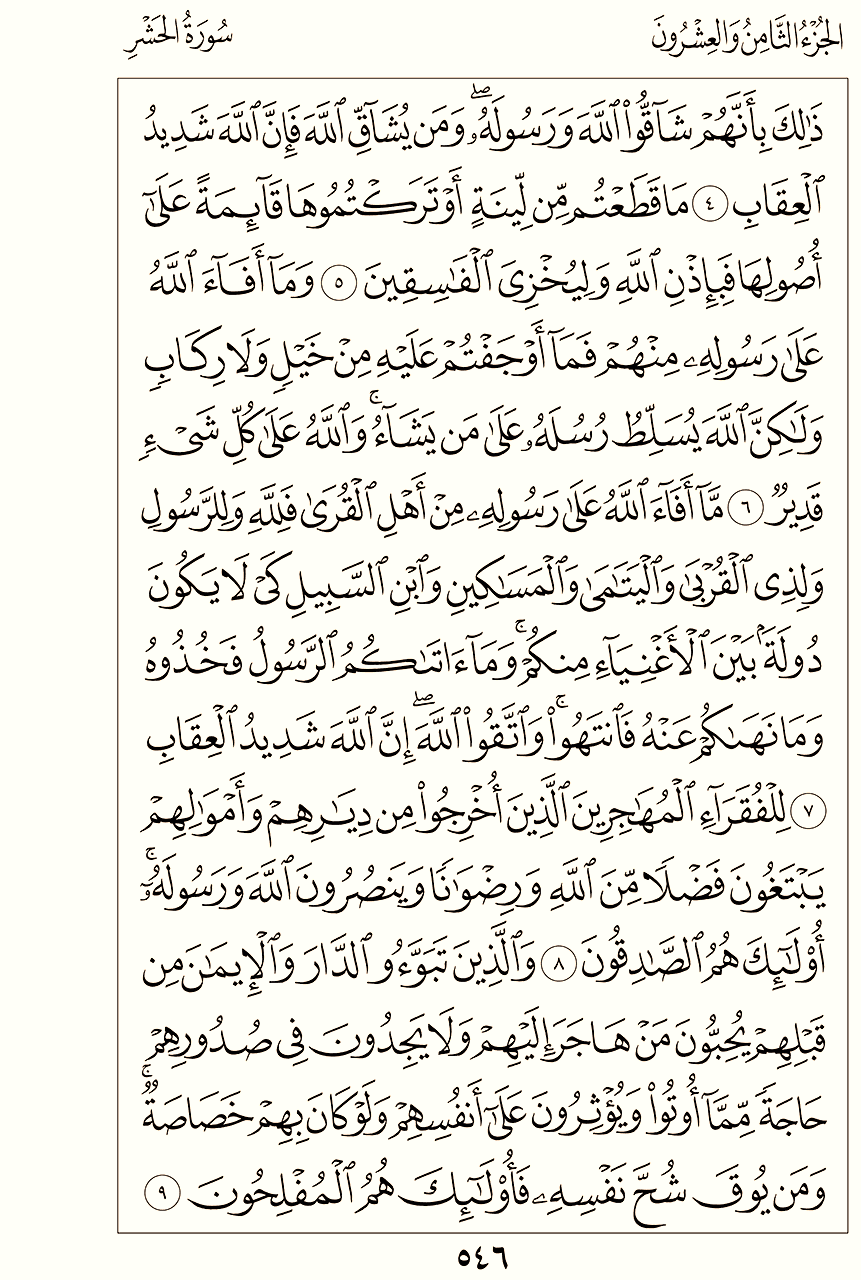 الجُزْءُ الثَّامِنُ وَالعِشْرُونَ
سُورَةُ الحَشْرِ
ذَٰلِكَ بِأَنَّهُمْ شَآقُّوا۟ ٱللَّهَ وَرَسُولَهُۥۖ وَمَن يُشَآقِّ ٱللَّهَ فَإِنَّ ٱللَّهَ شَدِيدُ
ٱلْعِقَابِ ٤ مَا قَطَعْتُم مِّن لِّينَةٍ أَوْ تَرَكْتُمُوهَا قَآئِمَةً عَلَىٰٓ
أُصُولِهَا فَبِإِذْنِ ٱللَّهِ وَلِيُخْزِىَ ٱلْفَٰسِقِينَ ٥ وَمَآ أَفَآءَ ٱللَّهُ
عَلَىٰ رَسُولِهِۦ مِنْهُمْ فَمَآ أَوْجَفْتُمْ عَلَيْهِ مِنْ خَيْلٍ وَلَا رِكَابٍ
وَلَٰكِنَّ ٱللَّهَ يُسَلِّطُ رُسُلَهُۥ عَلَىٰ مَن يَشَآءُۚ وَٱللَّهُ عَلَىٰ كُلِّ شَىْءٍ
قَدِيرٌ ٦ مَّآ أَفَآءَ ٱللَّهُ عَلَىٰ رَسُولِهِۦ مِنْ أَهْلِ ٱلْقُرَىٰ فَلِلَّهِ وَلِلرَّسُولِ
وَلِذِى ٱلْقُرْبَىٰ وَٱلْيَتَٰمَىٰ وَٱلْمَسَٰكِينِ وَٱبْنِ ٱلسَّبِيلِ كَىْ لَا يَكُونَ
دُولَةَۢ بَيْنَ ٱلْأَغْنِيَآءِ مِنكُمْۚ وَمَآ ءَاتَىٰكُمُ ٱلرَّسُولُ فَخُذُوهُ
وَمَا نَهَىٰكُمْ عَنْهُ فَٱنتَهُوا۟ۚ وَٱتَّقُوا۟ ٱللَّهَۖ إِنَّ ٱللَّهَ شَدِيدُ ٱلْعِقَابِ
٧ لِلْفُقَرَآءِ ٱلْمُهَٰجِرِينَ ٱلَّذِينَ أُخْرِجُوا۟ مِن دِيَٰرِهِمْ وَأَمْوَٰلِهِمْ
يَبْتَغُونَ فَضْلًا مِّنَ ٱللَّهِ وَرِضْوَٰنًا وَيَنصُرُونَ ٱللَّهَ وَرَسُولَهُۥٓۚ
أُو۟لَٰٓئِكَ هُمُ ٱلصَّٰدِقُونَ ٨ وَٱلَّذِينَ تَبَوَّءُو ٱلدَّارَ وَٱلْإِيمَٰنَ مِن
قَبْلِهِمْ يُحِبُّونَ مَنْ هَاجَرَ إِلَيْهِمْ وَلَا يَجِدُونَ فِى صُدُورِهِمْ
حَاجَةً مِّمَّآ أُوتُوا۟ وَيُؤْثِرُونَ عَلَىٰٓ أَنفُسِهِمْ وَلَوْ كَانَ بِهِمْ خَصَاصَةٌۚ
وَمَن يُوقَ شُحَّ نَفْسِهِۦ فَأُو۟لَٰٓئِكَ هُمُ ٱلْمُفْلِحُونَ ٩
٥٤٦